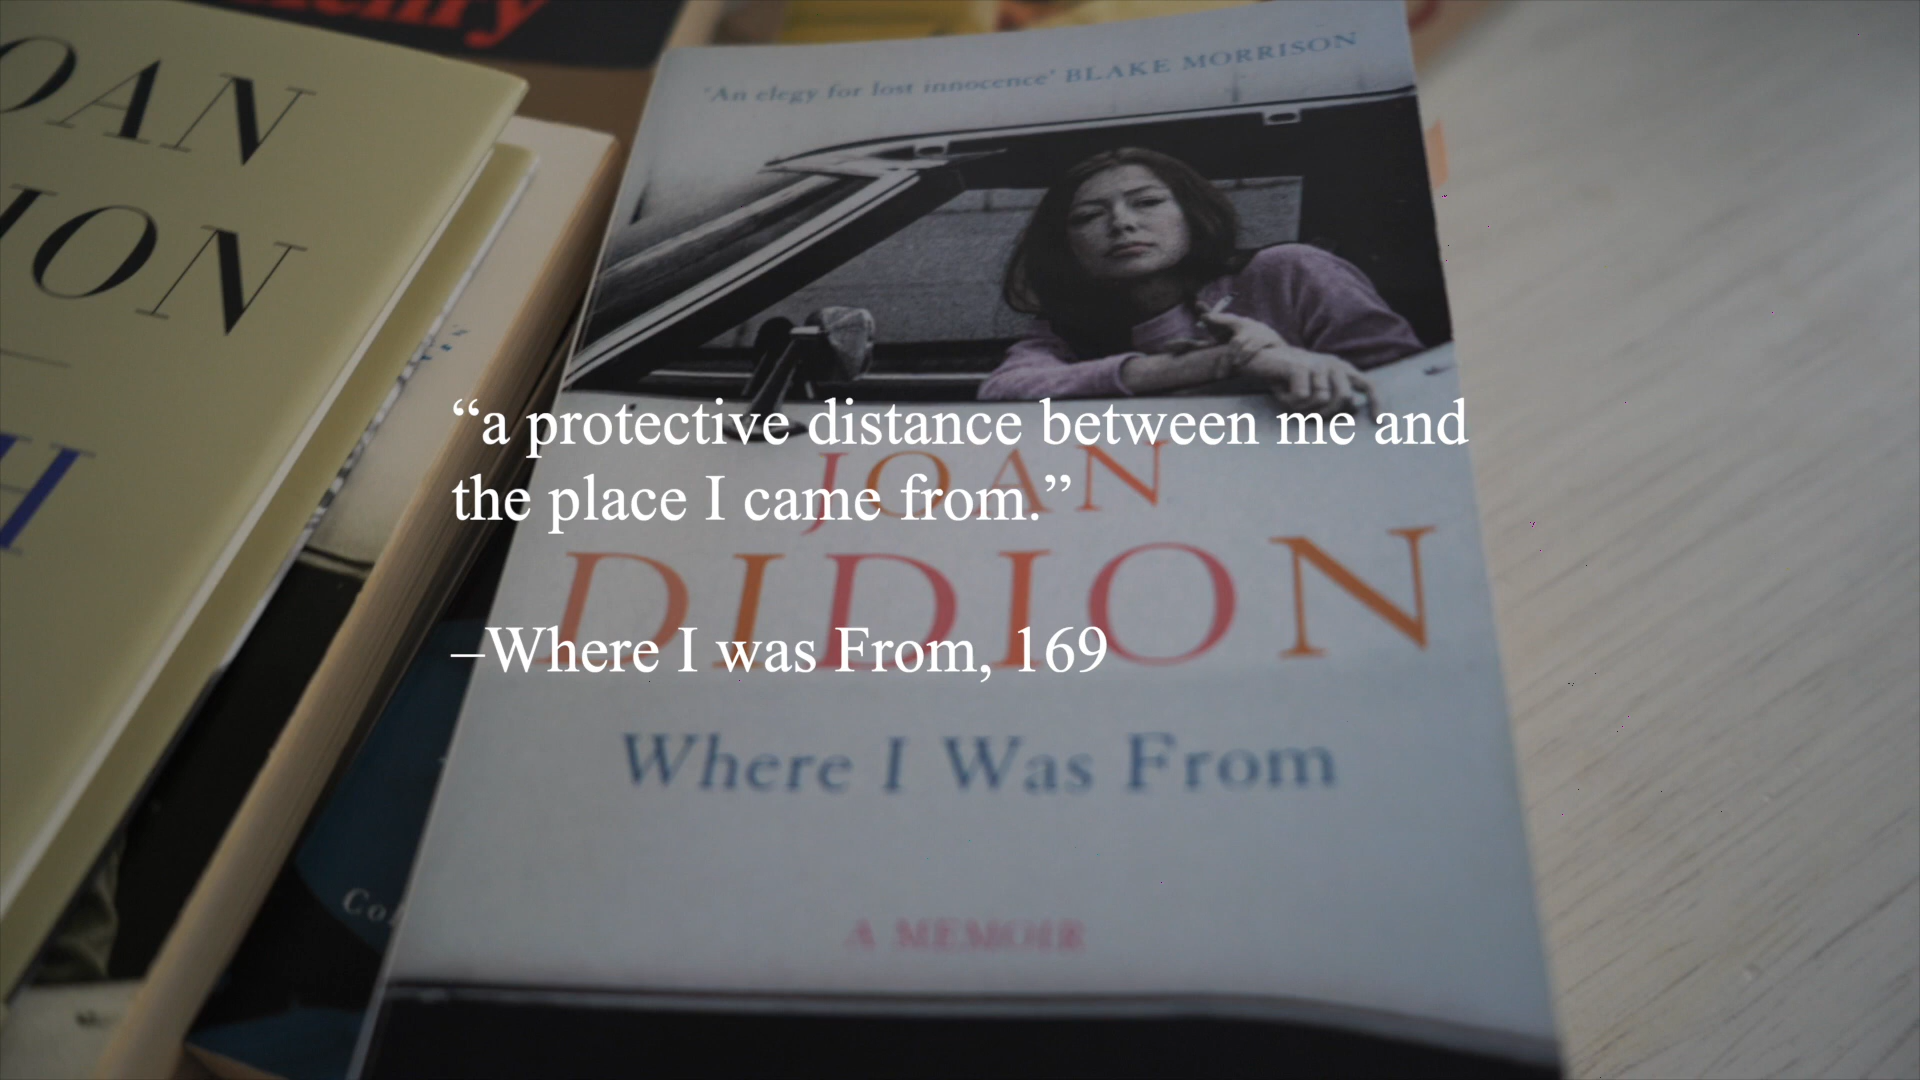 enry
OAN
ION
H
'An elegy for lost innocence' BLAKE MORRISON
“a protective distance between me and
the place I came from.”
JOAN
DIDION
–Where I was From, 169
Where I Was From
A MEMOIR